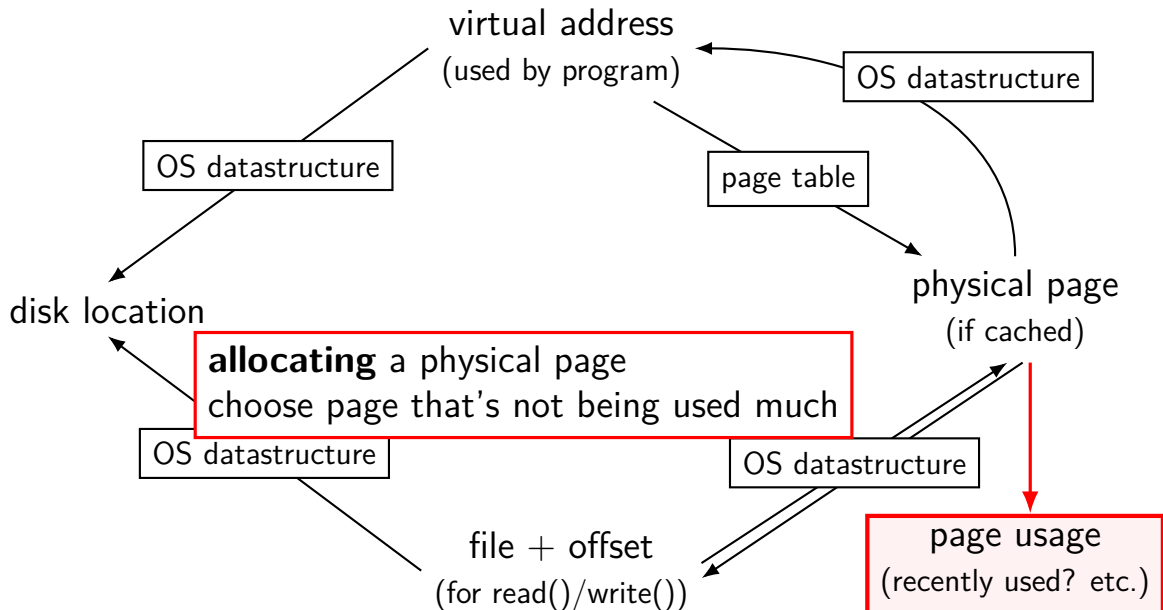 virtual address
(used by program)
OS datastructure
OS datastructure
page table
physical page
(if cached)
disk location
allocating a physical page
choose page that's not being used much
OS datastructure
OS datastructure
file + offset
(for read()/write())
page usage
(recently used? etc.)